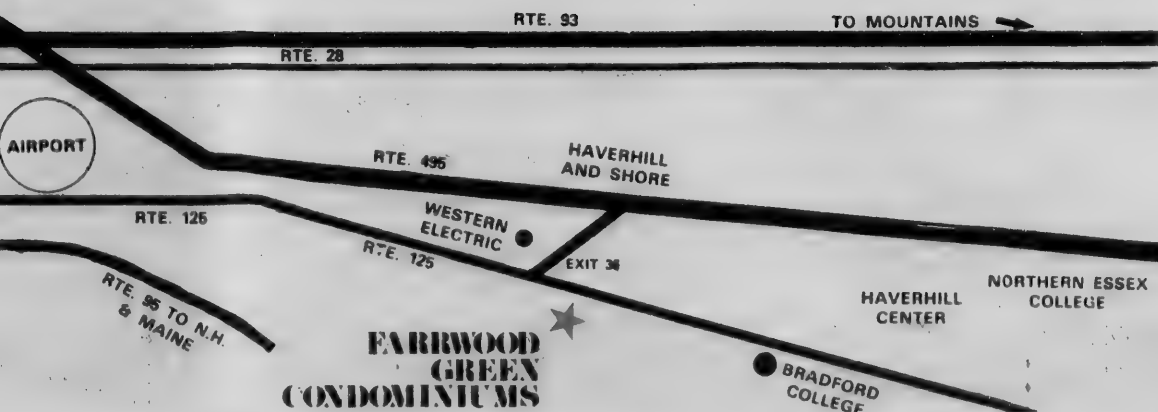 RTE. 93
TO MOUNTAINS
RTE. 28
AIRPORT
RTE. 495
HAVERHILL
AND SHORE
RTE. 125
WESTERN
ELECTRIC
RTE. 125
EXIT 36
RTE. 95 TO N.H.
& MAINE
HAVERHILL
CENTER
NORTHERN ESSEX
COLLEGE
FARRWOOD
GREEN
CONDOMINIUMS
BRADFORD
COLLEGE